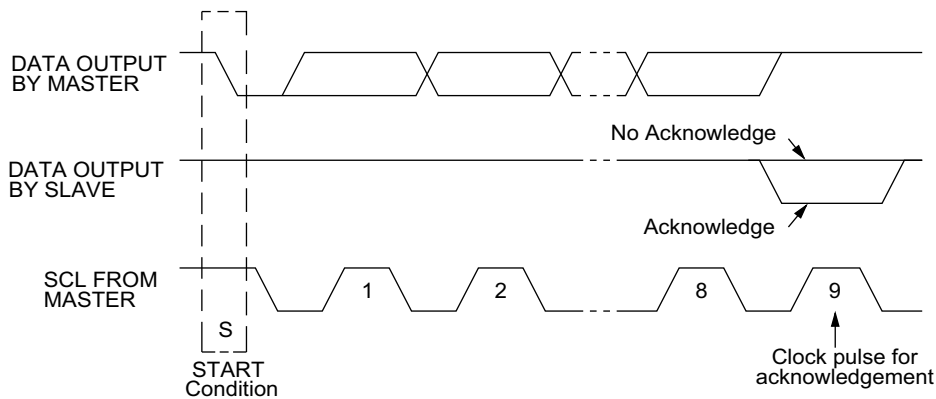 DATA OUTPUT
BY MASTER
No Acknowledge
DATA OUTPUT
BY SLAVE
Acknowledge
SCL FROM
MASTER
1
2
8
9
S
START
Condition
Clock pulse for
acknowledgement